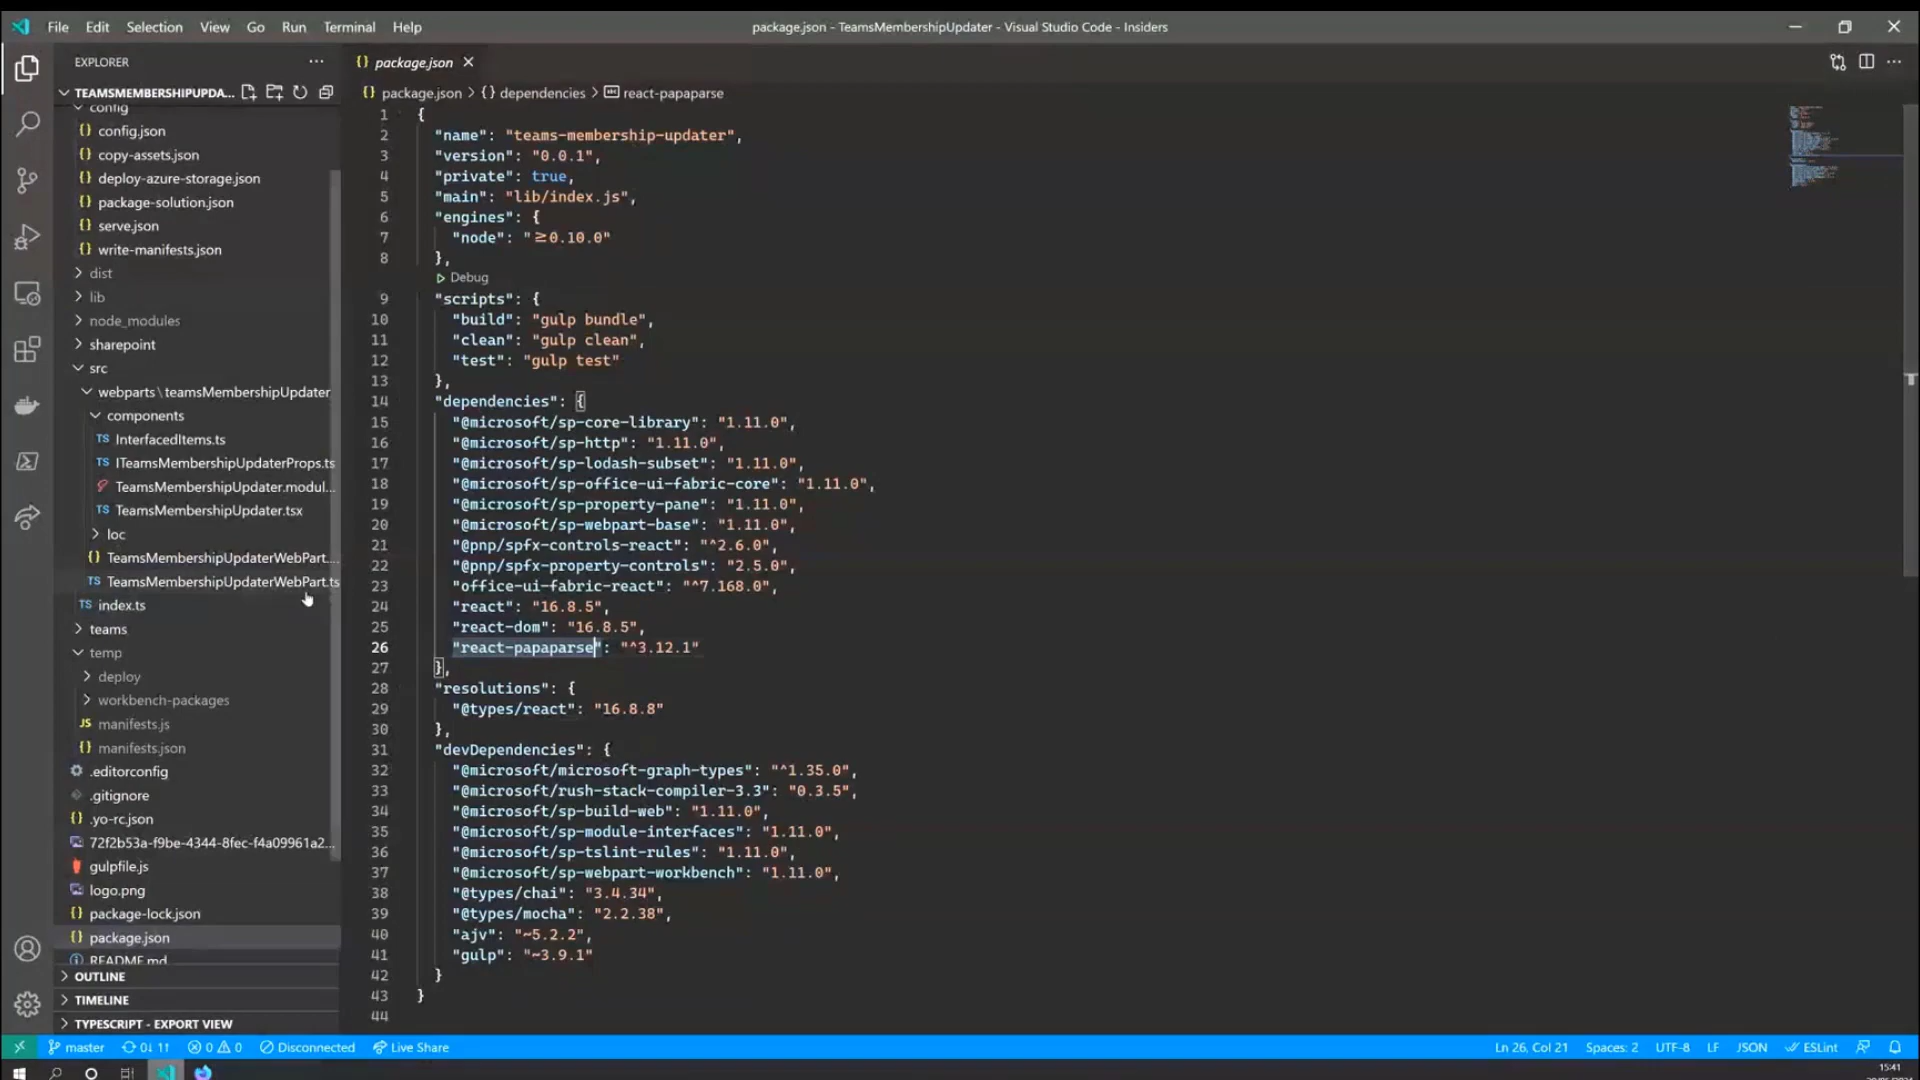 File Edit Selection View Go Run Terminal Help
package.json - TeamsMembershipUpdater - Visual Studio Code - Insiders
EXPLORER
TEAMSMEMBERSHIPUPDA...
config
config.json
copy-assets.json
deploy-azure-storage.json
package-solution.json
serve.json
write-manifests.json
dist
lib
node_modules
sharepoint
src
webparts\teamsMembershipUpdater
components
InterfacedItems.ts
ITeamsMembershipUpdaterProps.ts
TeamsMembershipUpdater.modul...
TeamsMembershipUpdater.tsx
loc
TeamsMembershipUpdaterWebPart....
TeamsMembershipUpdaterWebPart.ts
index.ts
teams
temp
deploy
workbench-packages
manifests.js
manifests.json
.editorconfig
.gitignore
.yo-rc.json
72f2b53a-f9be-4344-8fec-f4a09961a2...
gulpfile.js
logo.png
package-lock.json
package.json
README.md
OUTLINE
TIMELINE
TYPESCRIPT - EXPORT VIEW
package.json
package.json > {} dependencies > react-papaparse
1 {
2 "name": "teams-membership-updater",
3 "version": "0.0.1",
4 "private": true,
5 "main": "lib/index.js",
6 "engines": {
7 "node": "≥0.10.0"
8 },
Debug
9 "scripts": {
10 "build": "gulp bundle",
11 "clean": "gulp clean",
12 "test": "gulp test"
13 },
14 "dependencies": {
15 "@microsoft/sp-core-library": "1.11.0",
16 "@microsoft/sp-http": "1.11.0",
17 "@microsoft/sp-lodash-subset": "1.11.0",
18 "@microsoft/sp-office-ui-fabric-core": "1.11.0",
19 "@microsoft/sp-property-pane": "1.11.0",
20 "@microsoft/sp-webpart-base": "1.11.0",
21 "@pnp/spfx-controls-react": "^2.6.0",
22 "@pnp/spfx-property-controls": "2.5.0",
23 "office-ui-fabric-react": "^7.168.0",
24 "react": "16.8.5",
25 "react-dom": "16.8.5",
26 "react-papaparse": "^3.12.1"
27 },
28 "resolutions": {
29 "@types/react": "16.8.8"
30 },
31 "devDependencies": {
32 "@microsoft/microsoft-graph-types": "^1.35.0",
33 "@microsoft/rush-stack-compiler-3.3": "0.3.5",
34 "@microsoft/sp-build-web": "1.11.0",
35 "@microsoft/sp-module-interfaces": "1.11.0",
36 "@microsoft/sp-tslint-rules": "1.11.0",
37 "@microsoft/sp-webpart-workbench": "1.11.0",
38 "@types/chai": "3.4.34",
39 "@types/mocha": "2.2.38",
40 "ajv": "~5.2.2",
41 "gulp": "~3.9.1"
42 }
43 }
44
master 0↓ 1↑ 0 0 Disconnected Live Share
Ln 26, Col 21 Spaces: 2 UTF-8 LF JSON ESLint
15:41